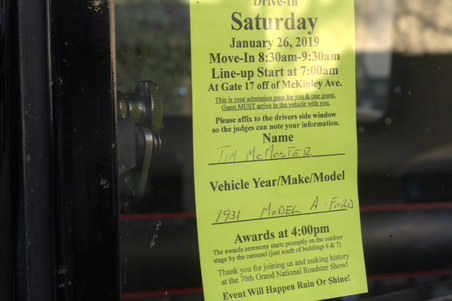 Drive-In
Saturday
January 26, 2019
Move-In 8:30am-9:30am
Line-up Start at 7:00am
At Gate 17 off of McKinley Ave.
This is your admission pass for you & one guest.
Guest MUST arrive in the vehicle with you.
Please affix to the drivers side window
so the judges can note your information.
Name
Tim McMaster
Vehicle Year/Make/Model
1931 Model A Ford
Awards at 4:00pm
The awards ceremony starts promptly on the outdoor
stage by the carousel (just south of buildings 6 & 7)
Thank you for joining us and making history
at the 70th Grand National Roadster Show!
Event Will Happen Rain Or Shine!